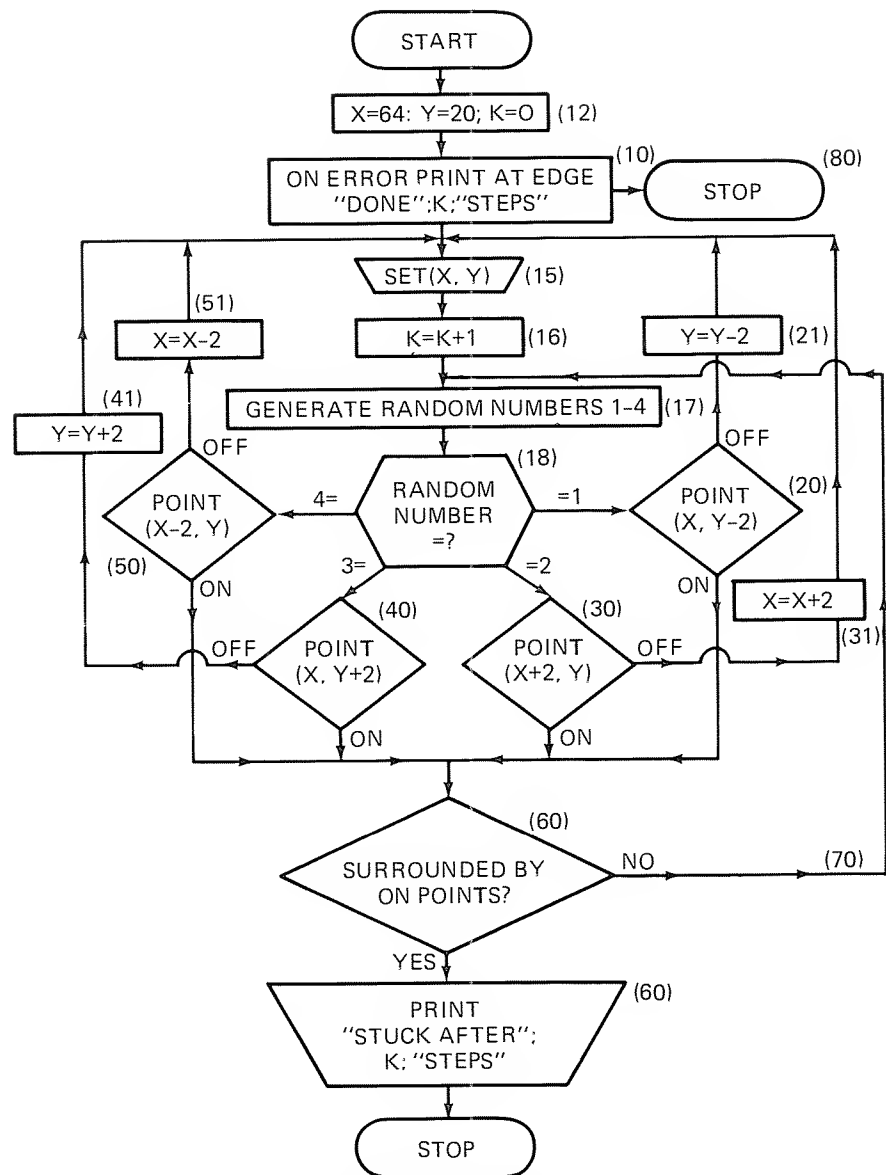 START
X=64: Y=20; K=O (12)
(10)
ON ERROR PRINT AT EDGE
"DONE";K;"STEPS"
(80)
STOP
SET(X, Y) (15)
(51)
X=X–2
K=K+1 (16)
Y=Y–2 (21)
(41)
Y=Y+2
GENERATE RANDOM NUMBERS 1–4 (17)
OFF
OFF
(18)
RANDOM
NUMBER
=?
4=
=1
3=
=2
POINT
(X–2, Y)
(50)
ON
POINT
(X, Y–2)
(20)
ON
X=X+2
(31)
(40)
OFF
POINT
(X, Y+2)
ON
(30)
POINT
(X+2, Y)
OFF
ON
(60)
SURROUNDED BY
ON POINTS?
NO
(70)
YES
(60)
PRINT
"STUCK AFTER";
K; "STEPS"
STOP